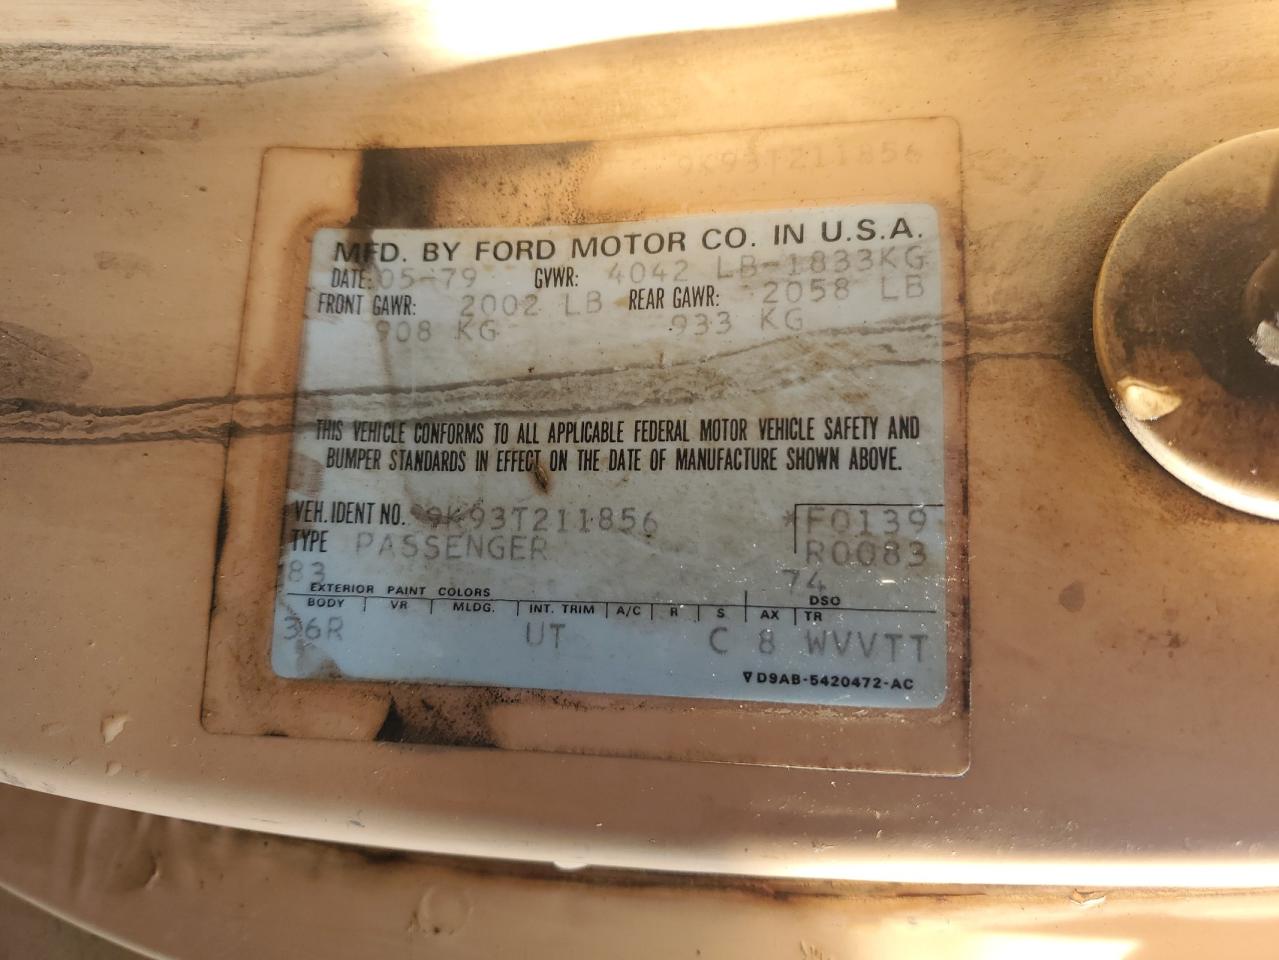 9K93T211856
MFD. BY FORD MOTOR CO. IN U.S.A.
DATE: 05-79 GVWR: 4042 LB-1833KG
FRONT GAWR: 2002 LB REAR GAWR: 2058 LB
908 KG 933 KG
THIS VEHICLE CONFORMS TO ALL APPLICABLE FEDERAL MOTOR VEHICLE SAFETY AND
BUMPER STANDARDS IN EFFECT ON THE DATE OF MANUFACTURE SHOWN ABOVE.
VEH. IDENT NO. 9K93T211856 *F0139
TYPE PASSENGER R0083
83 74
EXTERIOR PAINT COLORS DSO
BODY VR MLDG. INT. TRIM A/C R S AX TR
36R UT C 8 WVVTT
▽D9AB-5420472-AC